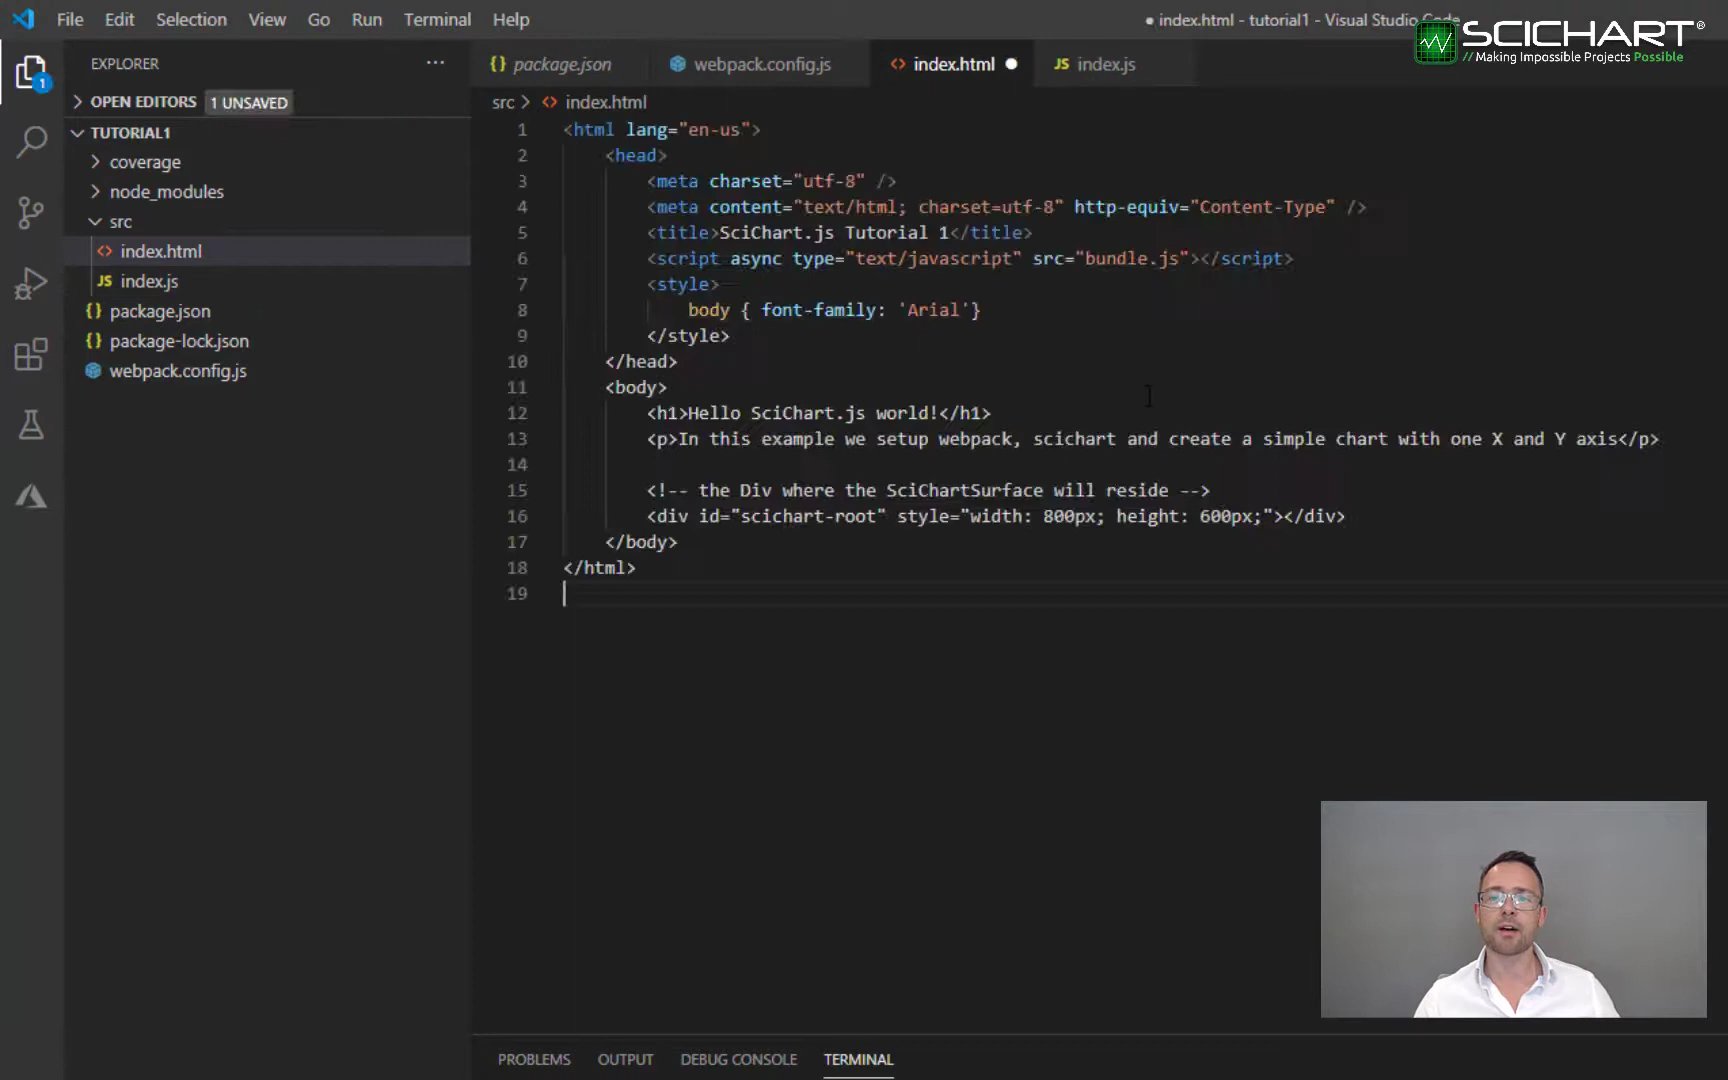 File Edit Selection View Go Run Terminal Help
● index.html - tutorial1 - Visual Studio Code
SCICHART®
// Making Impossible Projects Possible
EXPLORER ···
1
OPEN EDITORS 1 UNSAVED
TUTORIAL1
coverage
node_modules
src
<> index.html
JS index.js
{} package.json
{} package-lock.json
webpack.config.js
{} package.json webpack.config.js <> index.html ● JS index.js
src > <> index.html
1 <html lang="en-us">
2 <head>
3 <meta charset="utf-8" />
4 <meta content="text/html; charset=utf-8" http-equiv="Content-Type" />
5 <title>SciChart.js Tutorial 1</title>
6 <script async type="text/javascript" src="bundle.js"></script>
7 <style>
8 body { font-family: 'Arial'}
9 </style>
10 </head>
11 <body>
12 <h1>Hello SciChart.js world!</h1>
13 <p>In this example we setup webpack, scichart and create a simple chart with one X and Y axis</p>
14
15 <!-- the Div where the SciChartSurface will reside -->
16 <div id="scichart-root" style="width: 800px; height: 600px;"></div>
17 </body>
18 </html>
19
PROBLEMS OUTPUT DEBUG CONSOLE TERMINAL